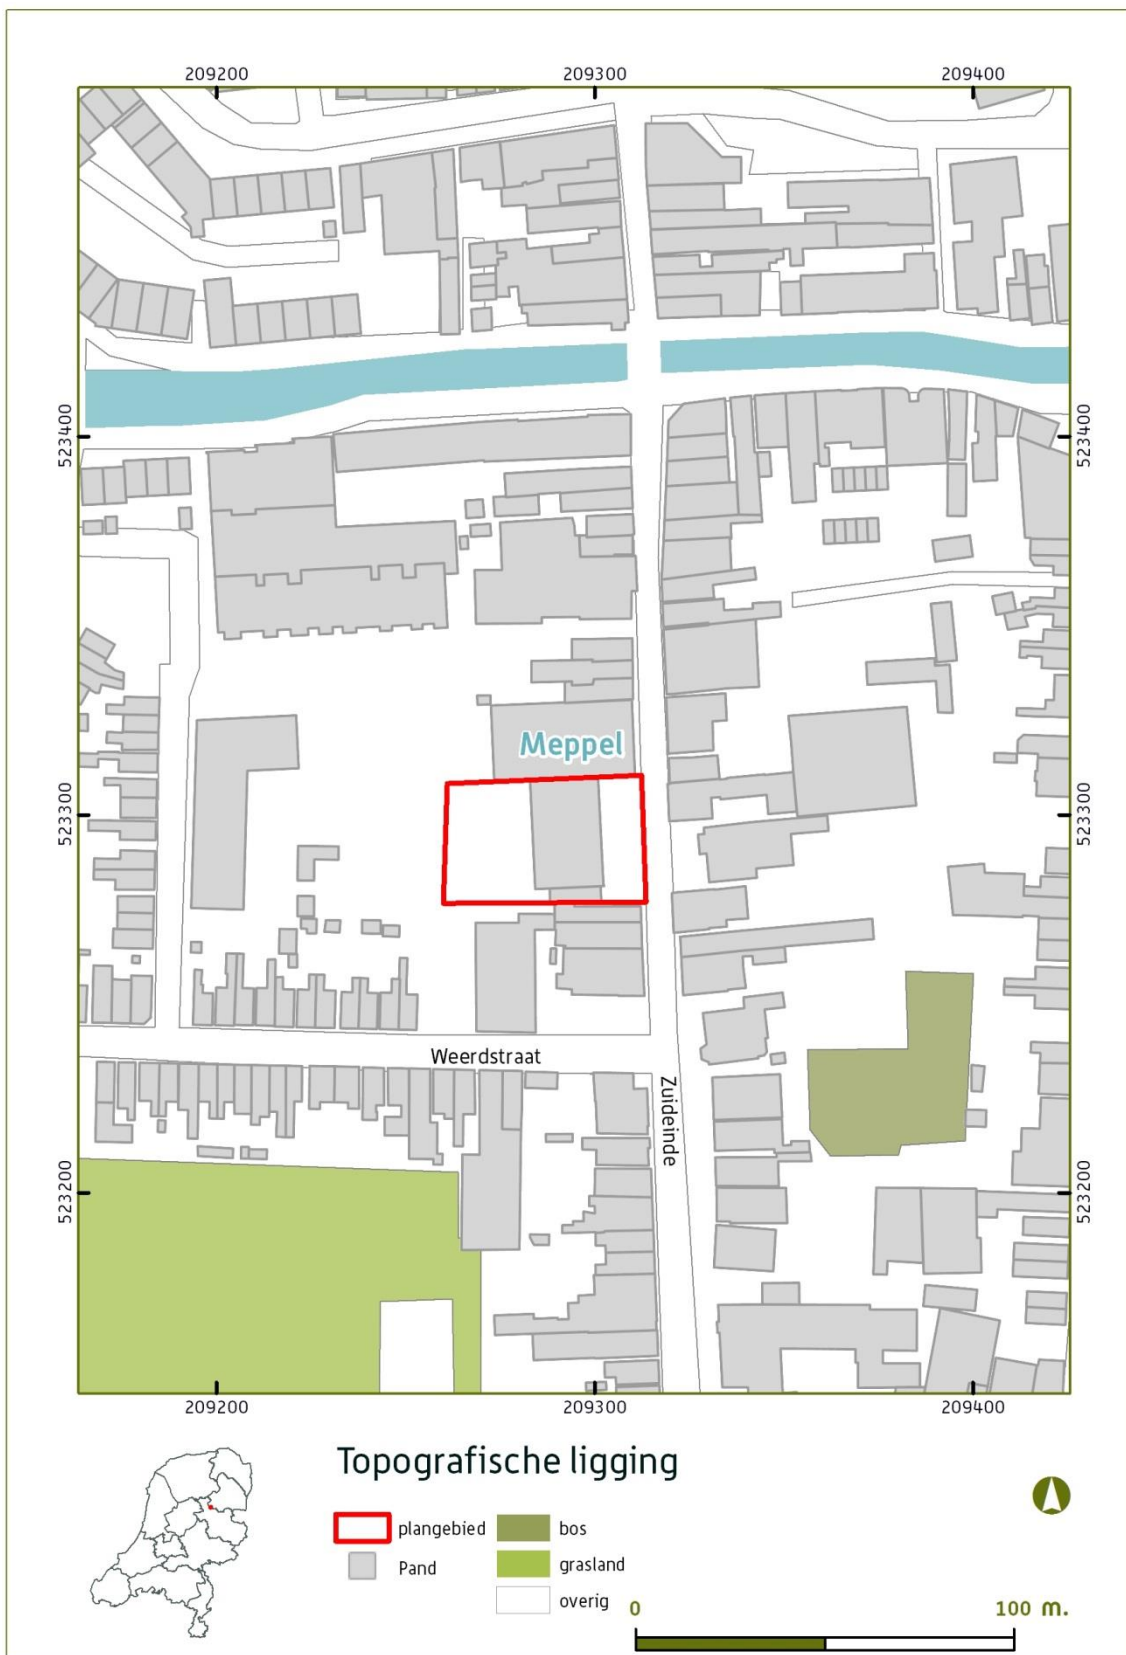 209200
209300
209400
523400
523400
Meppel
523300
523300
Weerdstraat
Zuideinde
523200
523200
209200
209300
209400
Topografische ligging
plangebied
bos
Pand
grasland
overig
0
100 m.